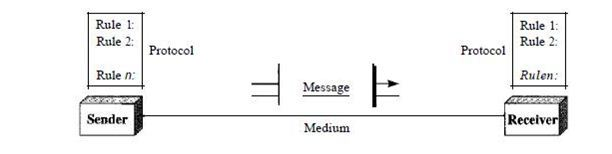 Rule 1:
Rule 2:
Rule n:
Protocol
Sender
Message
Medium
Protocol
Rule 1:
Rule 2:
Rulen:
Receiver